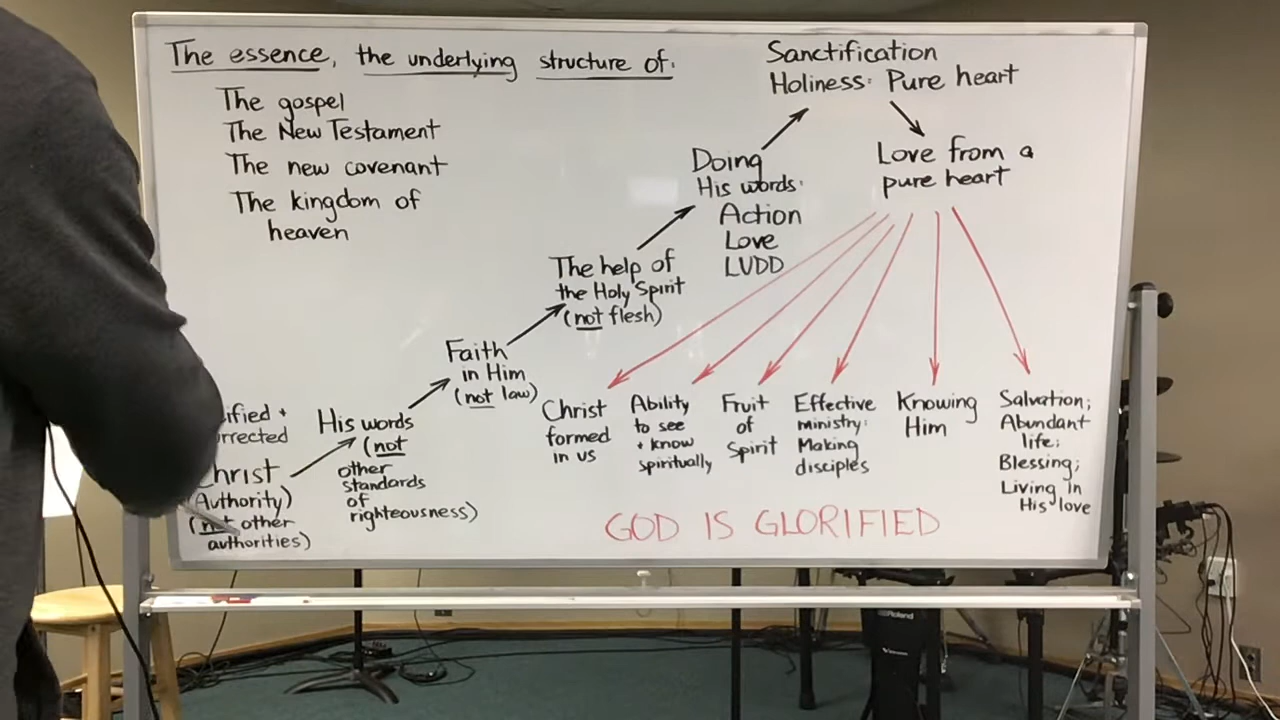 The essence, the underlying structure of:
The gospel
The New Testament
The new covenant
The kingdom of
heaven
Christ
(Authority)
(not other
authorities)
His words
(not
other
standards
of
righteousness)
Faith
in Him
(not law)
The help of
the Holy Spirit
(not flesh)
Doing
His words:
Action
Love
LUDD
Sanctification
Holiness: Pure heart
Love from a
pure heart
Christ
formed
in us
Ability
to see
+ know
spiritually
Fruit
of
Spirit
Effective
ministry:
Making
disciples
Knowing
Him
Salvation;
Abundant
life;
Blessing;
Living in
His love
GOD IS GLORIFIED
Roland